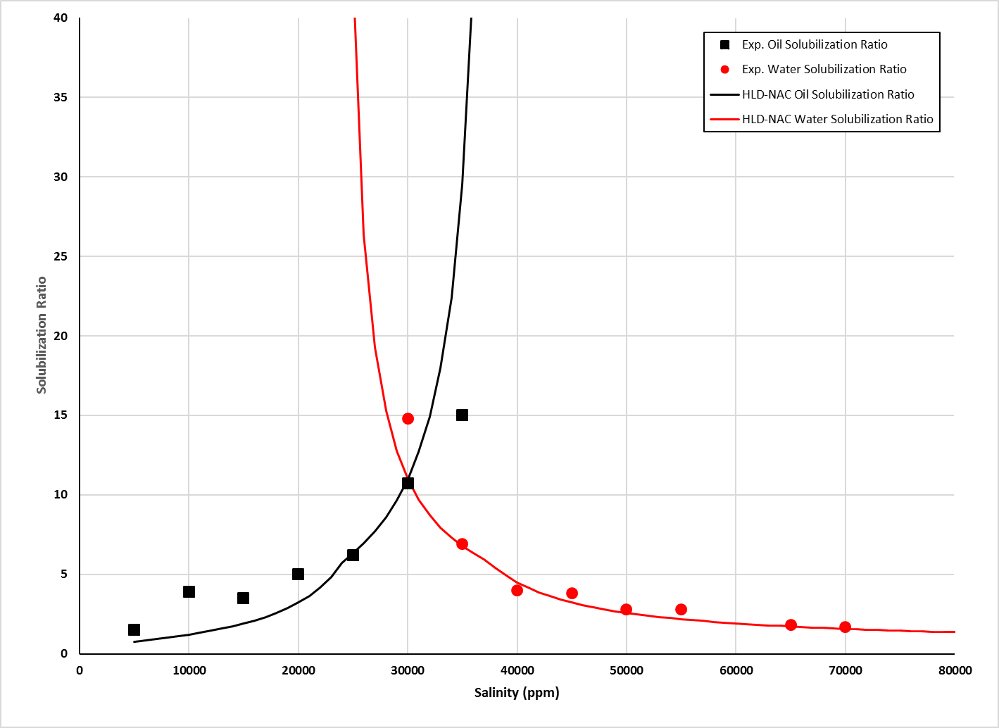 40
35
30
25
20
15
10
5
0
Solubilization Ratio
Exp. Oil Solubilization Ratio
Exp. Water Solubilization Ratio
HLD-NAC Oil Solubilization Ratio
HLD-NAC Water Solubilization Ratio
0 10000 20000 30000 40000 50000 60000 70000 80000
Salinity (ppm)